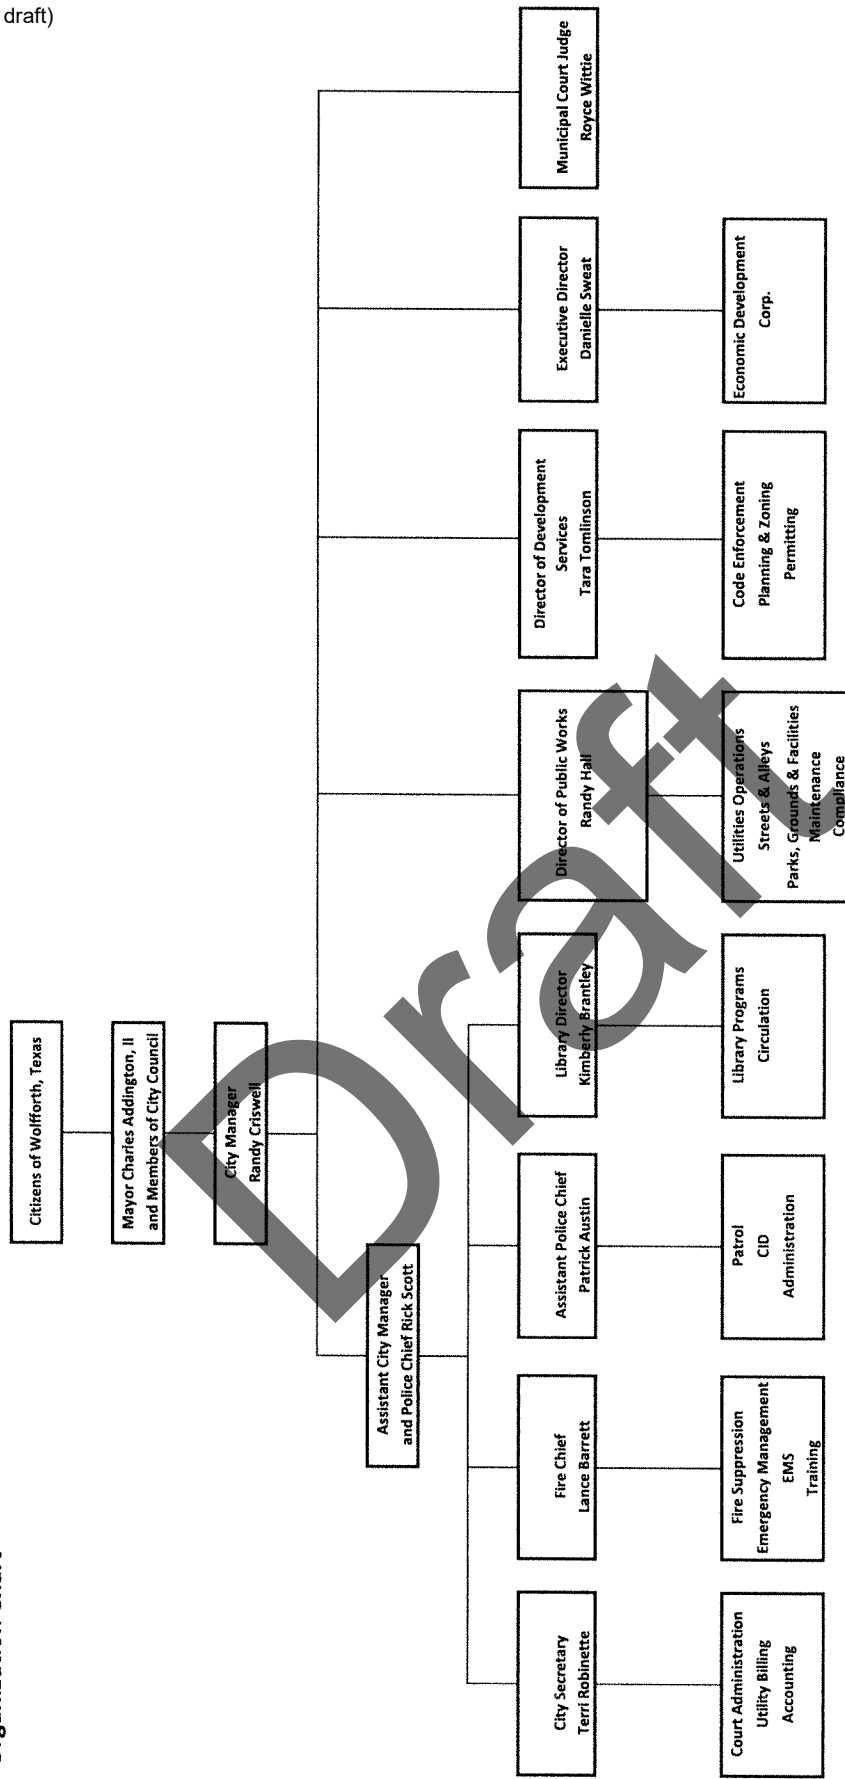 draft)
Citizens of Wolfforth, Texas
Mayor Charles Addington, II
and Members of City Council
City Manager
Randy Criswell
Assistant City Manager
and Police Chief Rick Scott
City Secretary
Terri Robinette
Fire Chief
Lance Barrett
Assistant Police Chief
Patrick Austin
Library Director
Kimberly Brantley
Director of Public Works
Randy Hall
Director of Development
Services
Tara Tomlinson
Executive Director
Danielle Sweat
Municipal Court Judge
Royce Wittie
Court Administration
Utility Billing
Accounting
Fire Suppression
Emergency Management
EMS
Training
Patrol
CID
Administration
Library Programs
Circulation
Utilities Operations
Streets & Alleys
Parks, Grounds & Facilities
Maintenance
Compliance
Code Enforcement
Planning & Zoning
Permitting
Economic Development
Corp.
Draft